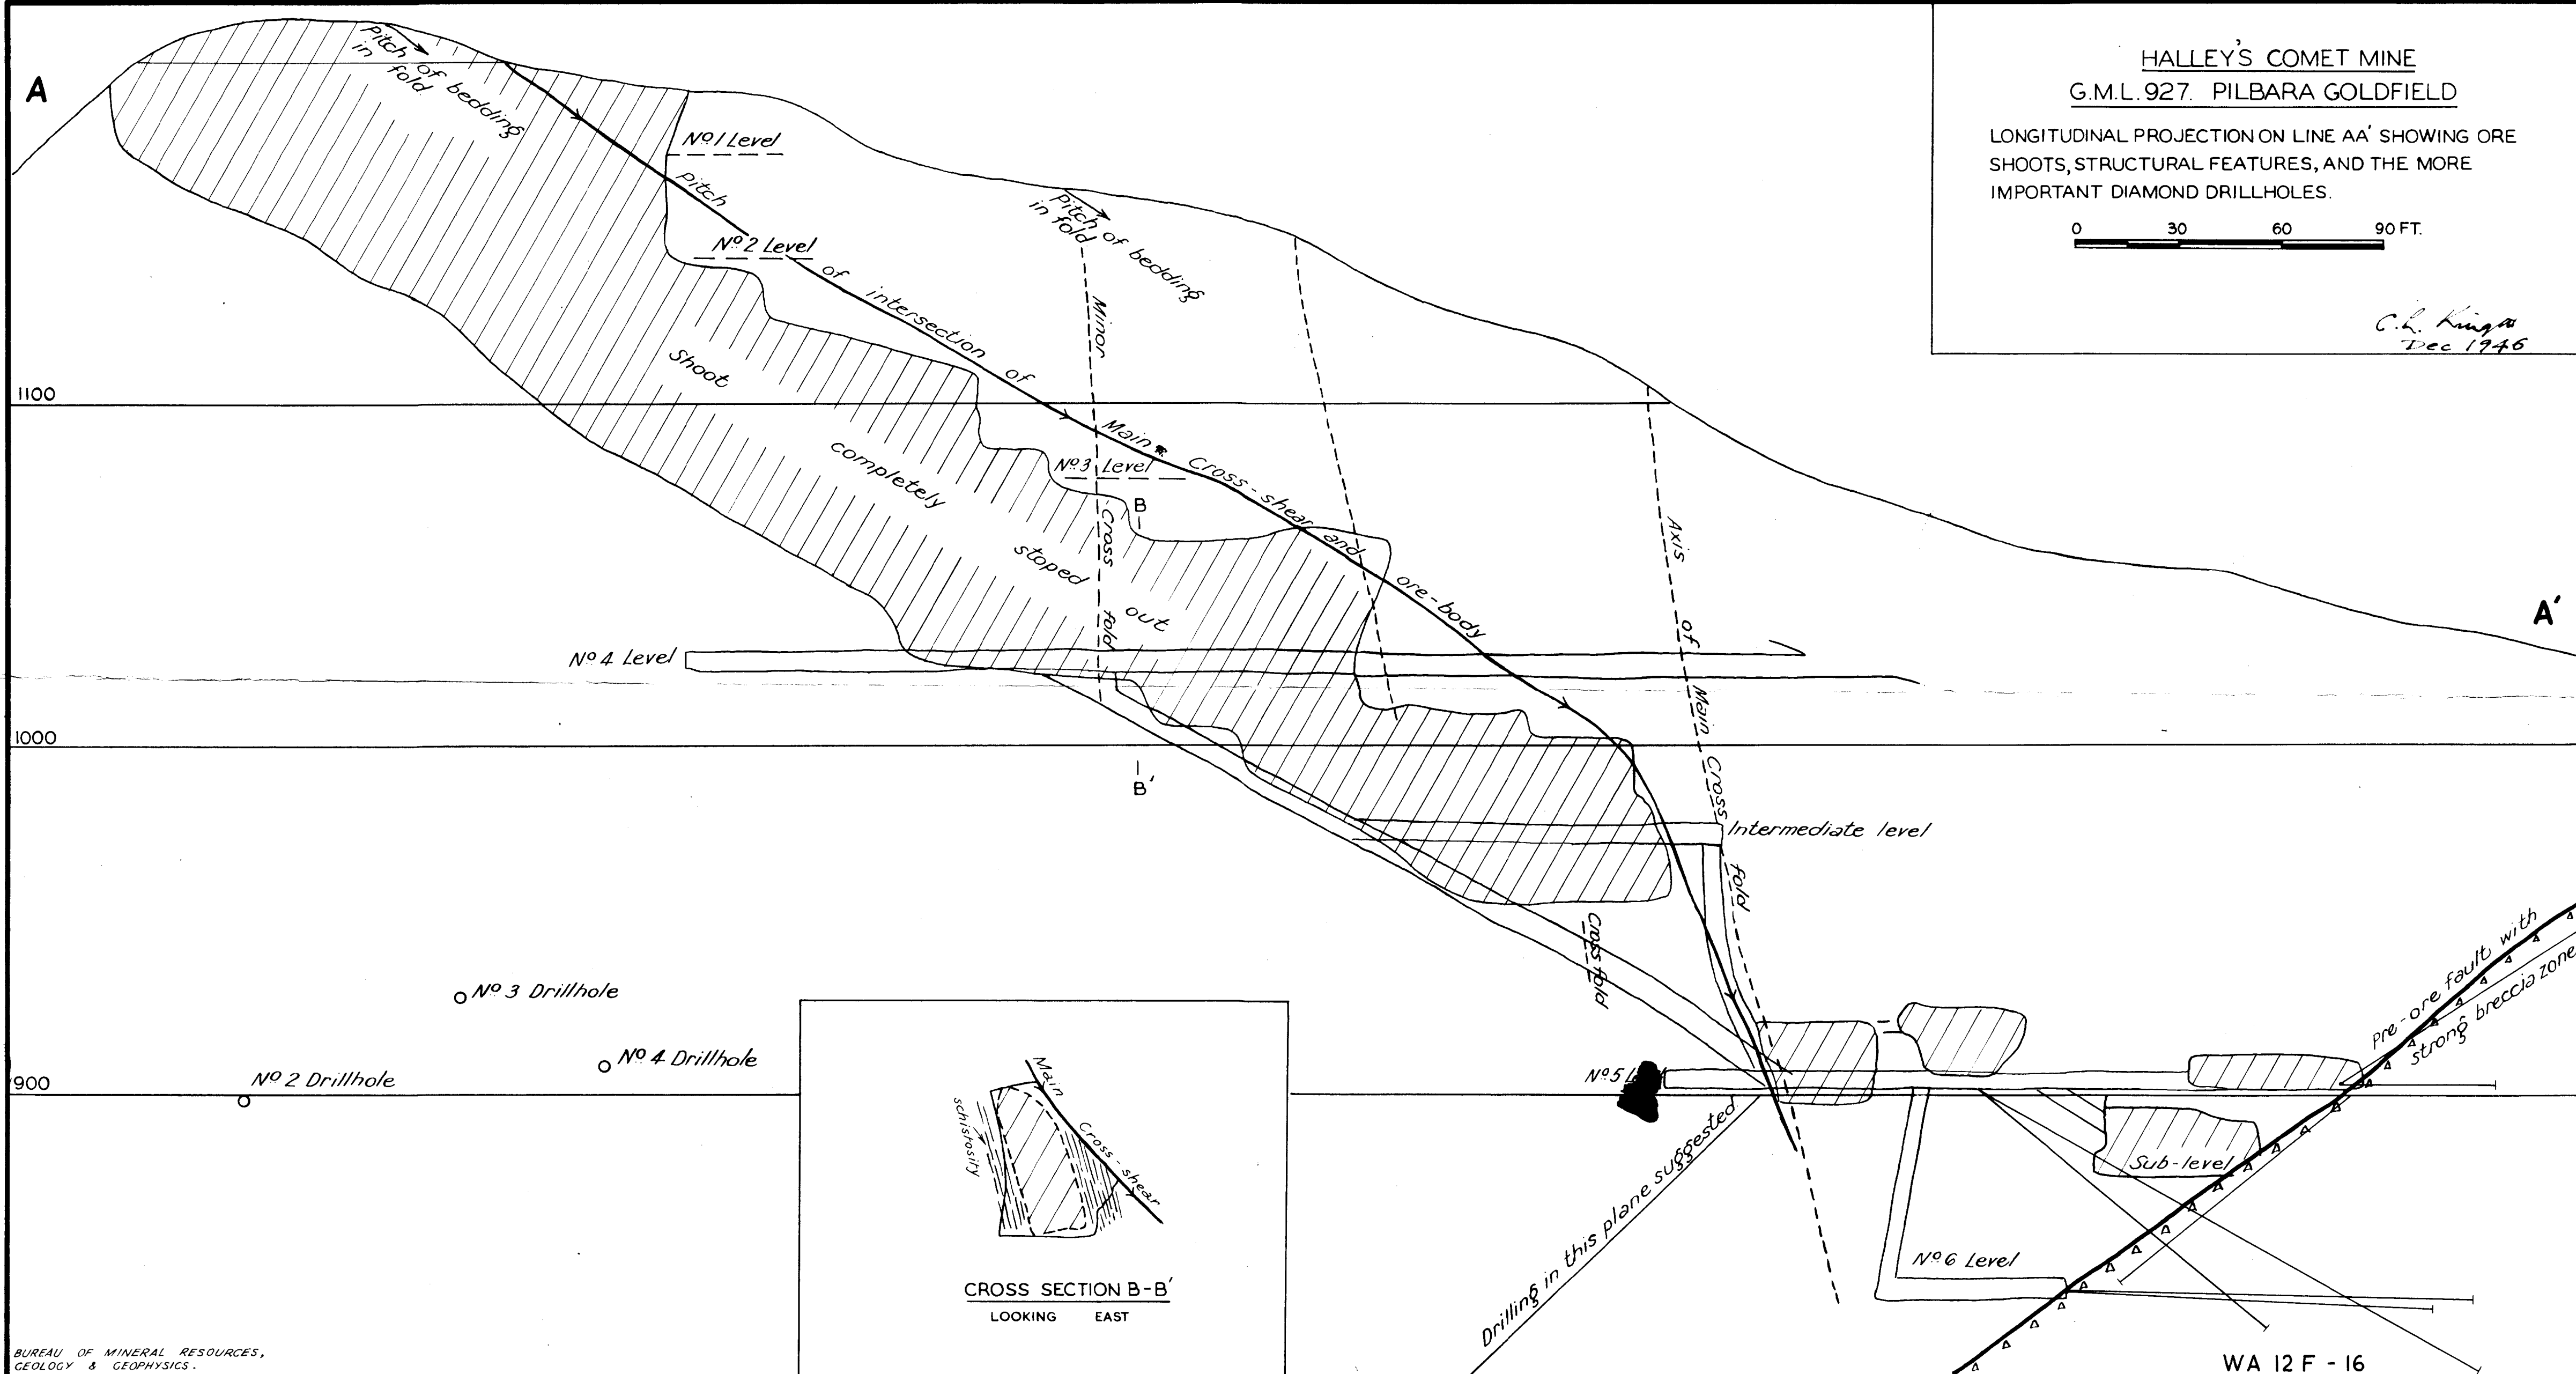 HALLEY'S COMET MINE
G.M.L. 927. PILBARA GOLDFIELD
LONGITUDINAL PROJECTION ON LINE AA' SHOWING ORE
SHOOTS, STRUCTURAL FEATURES, AND THE MORE
IMPORTANT DIAMOND DRILLHOLES.
0 30 60 90 FT.
C.L.
Dec 1946
A
Pitch of bedding
in fold
No 1 Level
Pitch of intersection of Main Cross-shear and ore-body
No 2 Level
Pitch of bedding
in fold
Minor Cross fold
Shoot completely stoped out
1100
No 3 Level
B
Axis of Main Cross fold
A'
No 4 Level
1000
B'
Intermediate level
Cross fold
Pre-ore fault with
strong breccia zone
No 3 Drillhole
No 4 Drillhole
No 2 Drillhole
900
No 5
Sub-level
Drilling in this plane suggested
No 6 Level
Main Cross-shear
schistosity
CROSS SECTION B-B'
LOOKING EAST
BUREAU OF MINERAL RESOURCES,
GEOLOGY & GEOPHYSICS.
WA 12 F - 16